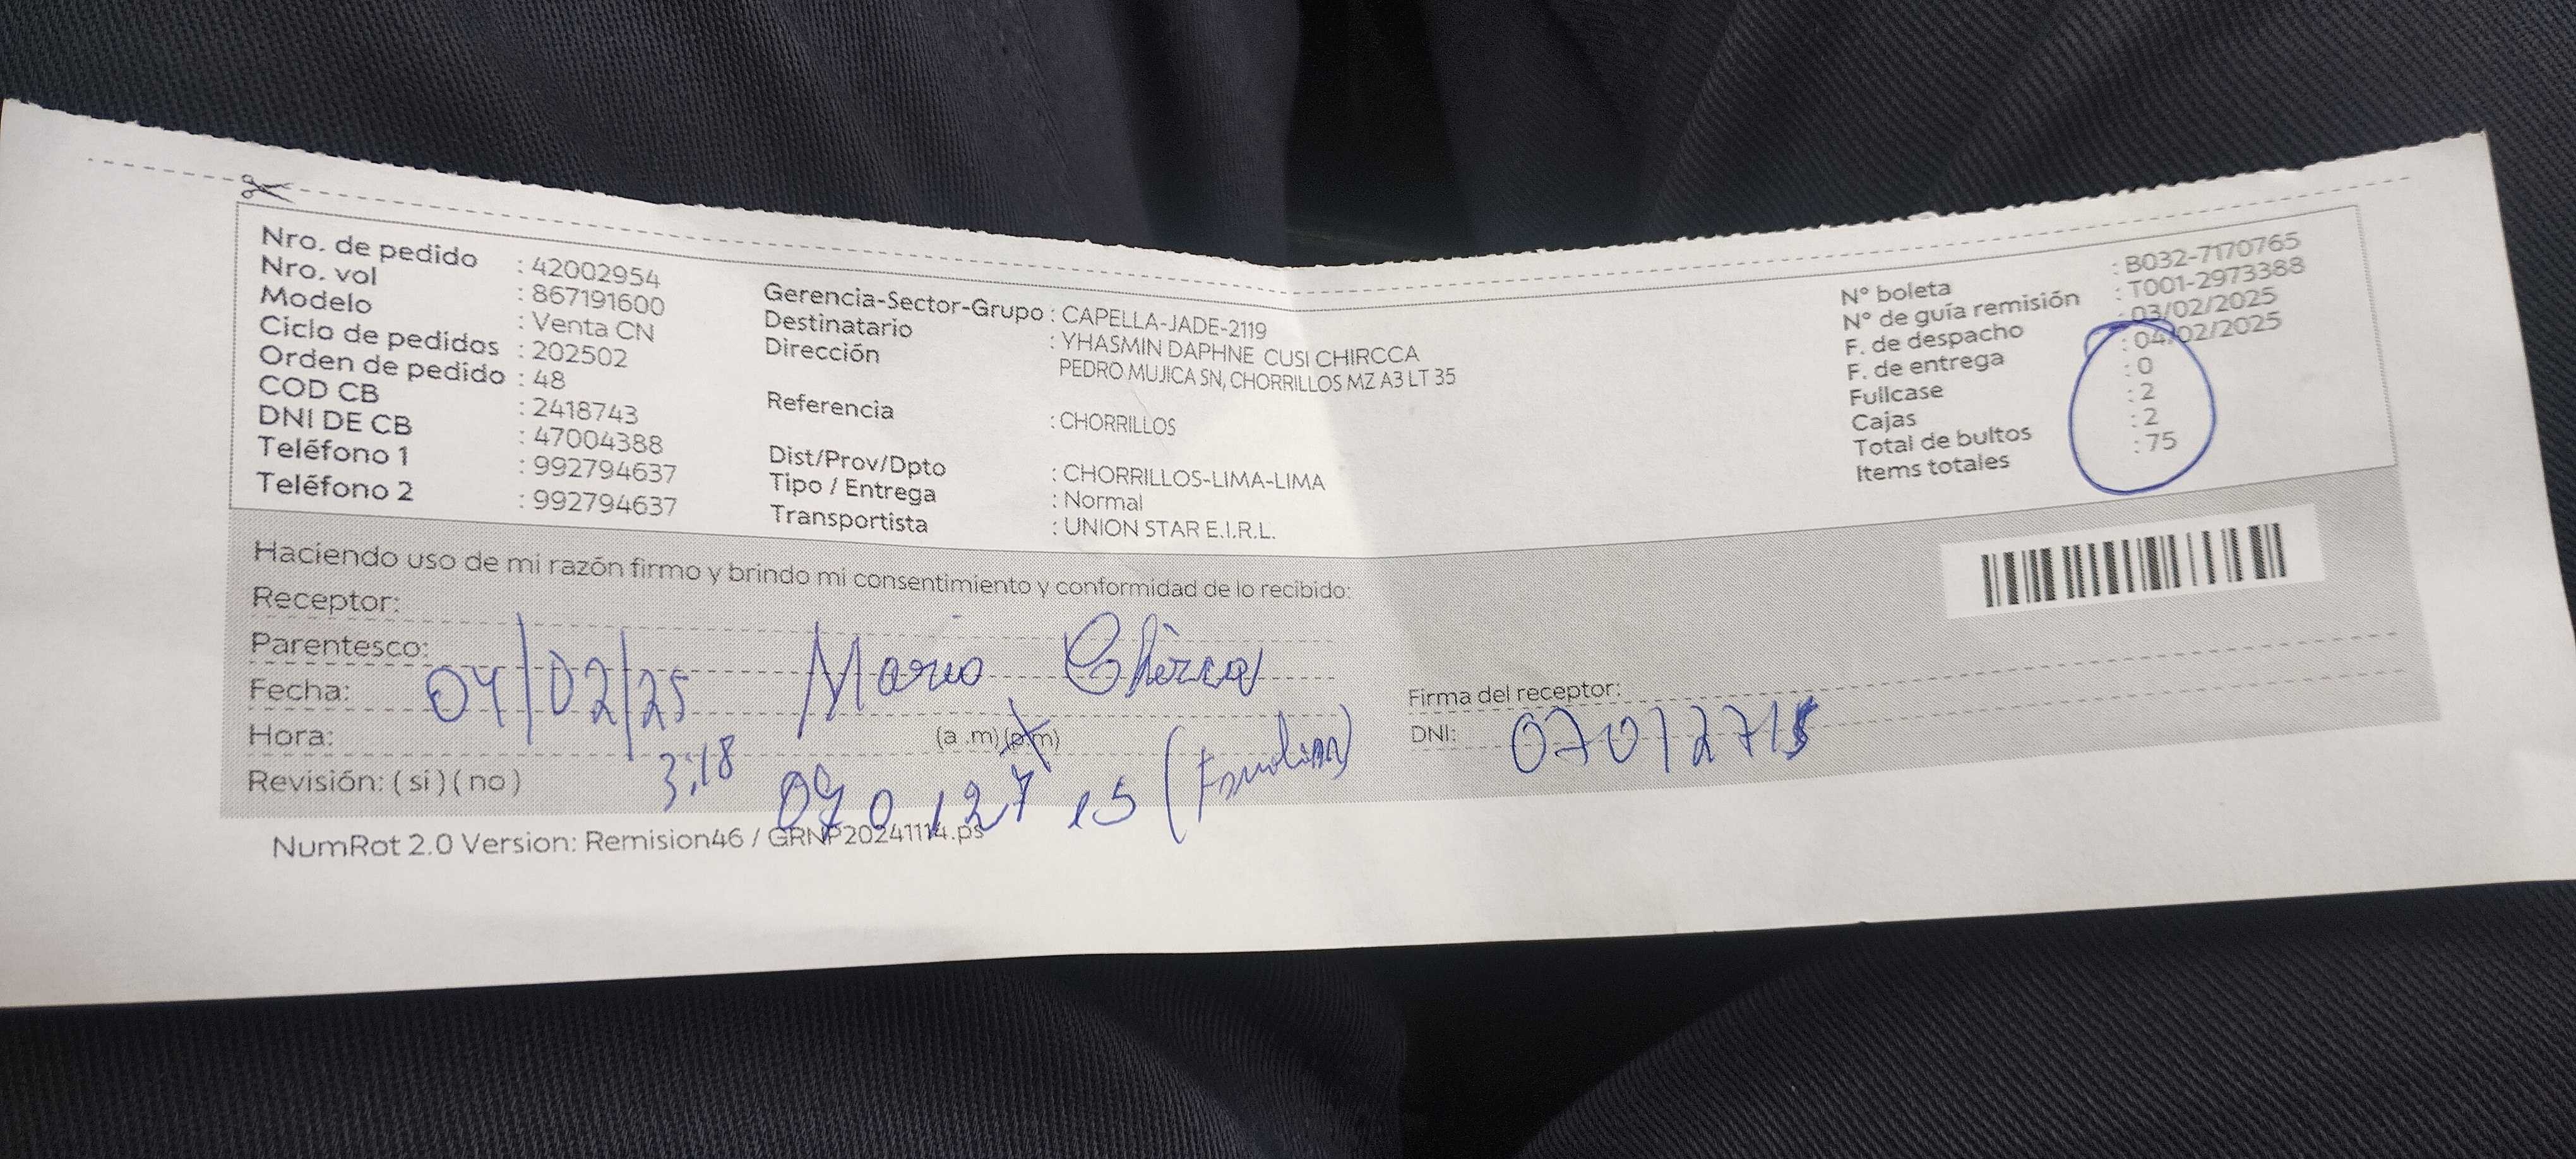 Nro. de pedido : 42002954
Nro. vol : 867191600
Modelo : Venta CN
Ciclo de pedidos : 202502
Orden de pedido : 48
COD CB : 2418743
DNI DE CB : 47004388
Teléfono 1 : 992794637
Teléfono 2 : 992794637
Gerencia-Sector-Grupo : CAPELLA-JADE-2119
Destinatario : YHASMIN DAPHNE CUSI CHIRCCA
Dirección PEDRO MUJICA SN, CHORRILLOS MZ A3 LT 35
Referencia : CHORRILLOS
Dist/Prov/Dpto : CHORRILLOS-LIMA-LIMA
Tipo / Entrega : Normal
Transportista : UNION STAR E.I.R.L.
N° boleta : B032-7170765
N° de guía remisión : T001-2973388
F. de despacho : 03/02/2025
F. de entrega : 04/02/2025
Fullcase : 0
Cajas : 2
Total de bultos : 2
Items totales : 75
Haciendo uso de mi razón firmo y brindo mi consentimiento y conformidad de lo recibido:
Receptor:
Parentesco:
Mario Chircca
Fecha: 04/02/25
Firma del receptor:
Hora: 3:18 (a .m) (p.m)
DNI: 07012715
Revisión: ( si ) ( no )
07012715 (Familiar)
NumRot 2.0 Version: Remision46 / GRNP20241114.ps